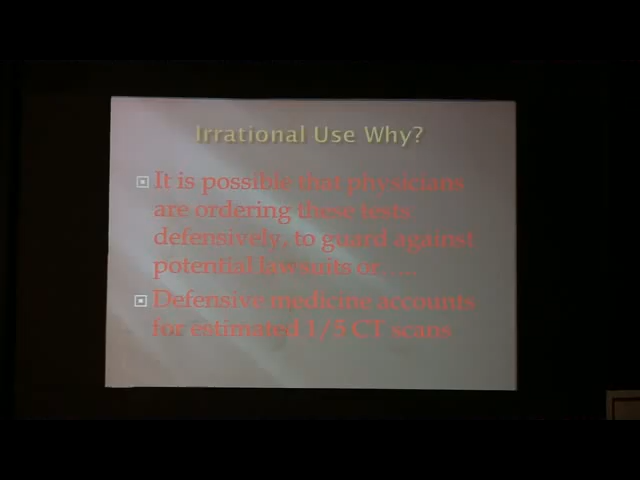 Irrational Use Why?
It is possible that physicians
are ordering these tests
defensively, to guard against
potential lawsuits or.....
Defensive medicine accounts
for estimated 1/3 CT scans